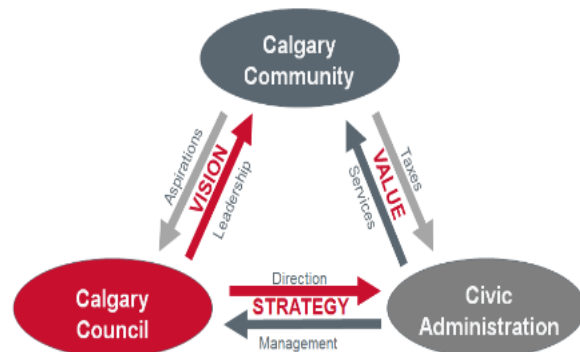 Calgary
Community
Aspirations
VISION
Leadership
Services
VALUE
Taxes
Calgary
Council
Direction
STRATEGY
Management
Civic
Administration